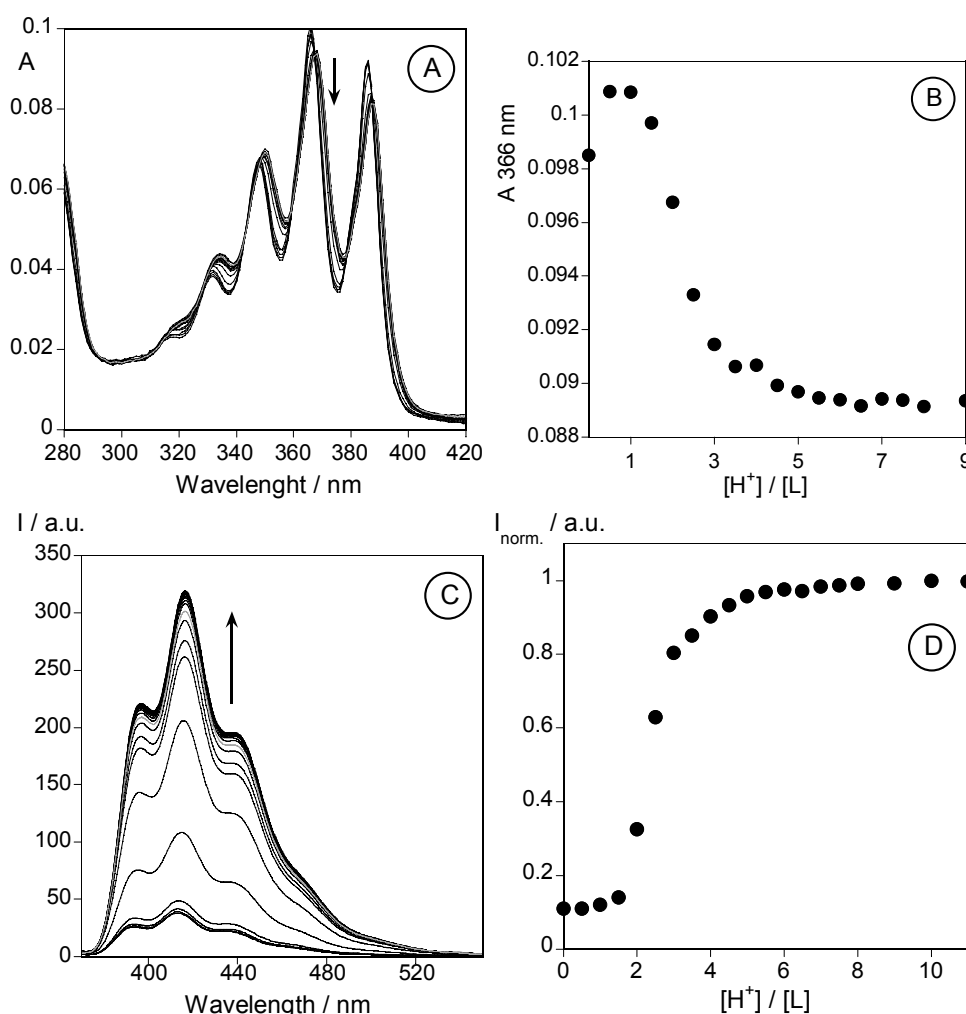 0.1
A
0.08
0.06
0.04
0.02
0
280 300 320 340 360 380 400 420
Wavelenght / nm
A
0.102
0.1
0.098
0.096
0.094
0.092
0.09
0.088
A 366 nm
1 3 5 7 9
[H+] / [L]
B
I / a.u.
350
300
250
200
150
100
50
0
400 440 480 520
Wavelength / nm
C
Inorm. / a.u.
1
0.8
0.6
0.4
0.2
0
0 2 4 6 8 10
[H+] / [L]
D